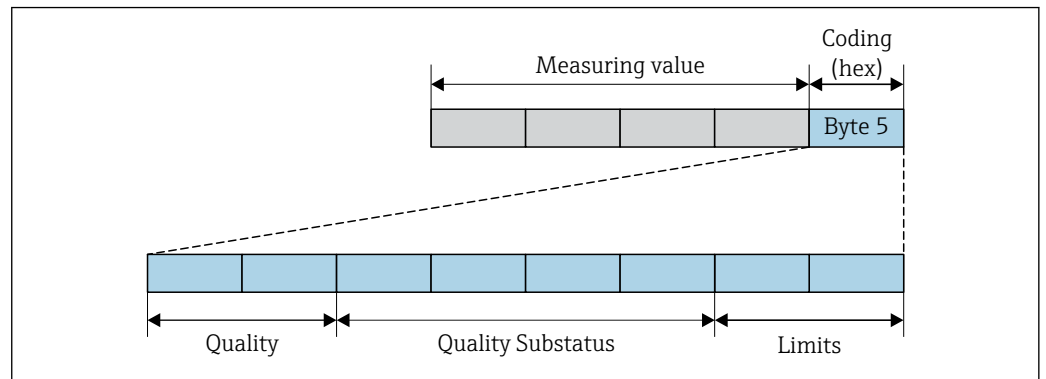 Coding
Measuring value
(hex)
Byte 5
Quality
Quality Substatus
Limits